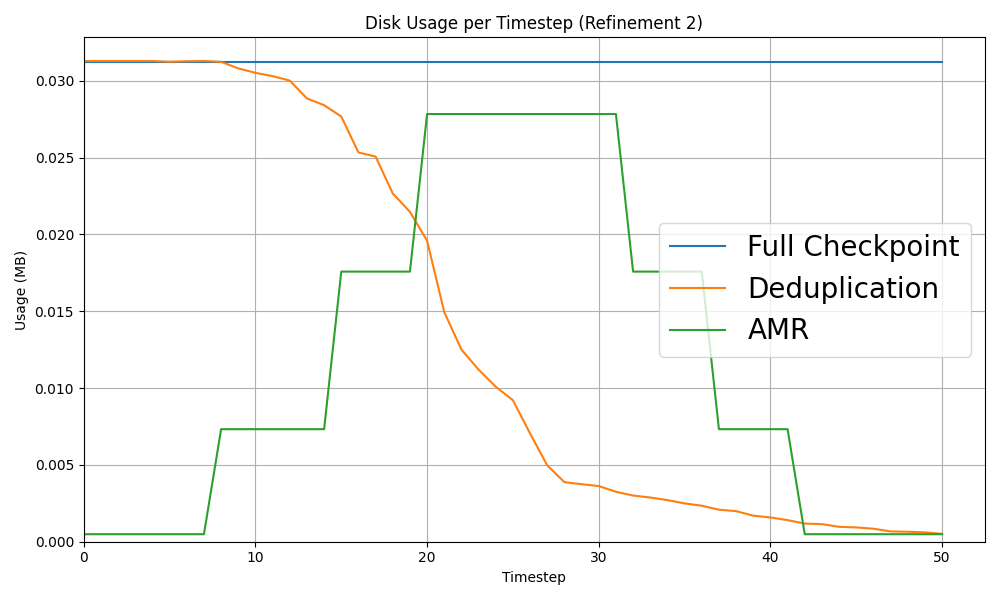 Disk Usage per Timestep (Refinement 2)
Usage (MB)
0.030
0.025
0.020
0.015
0.010
0.005
0.000
Full Checkpoint
Deduplication
AMR
0 10 20 30 40 50
Timestep